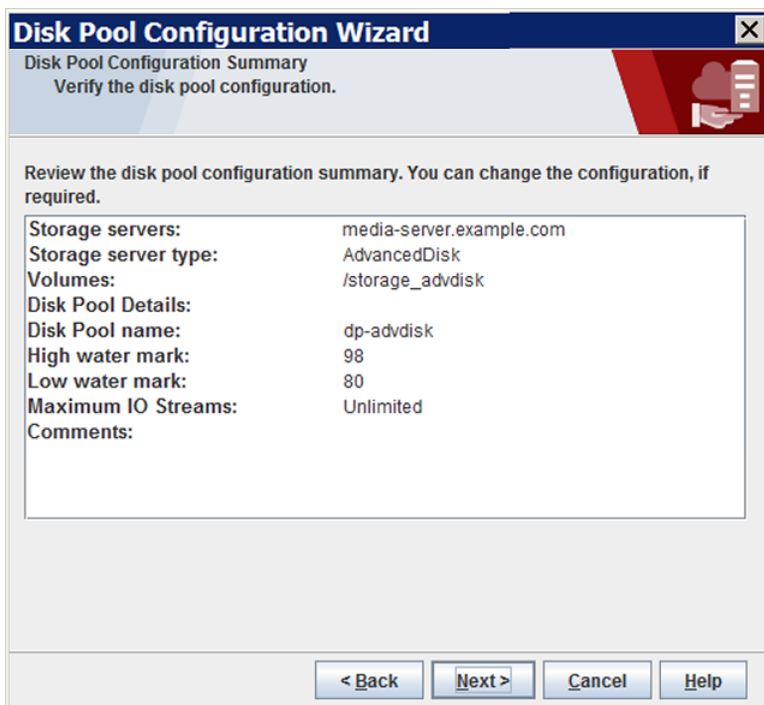 Disk Pool Configuration Wizard
Disk Pool Configuration Summary
Verify the disk pool configuration.
Review the disk pool configuration summary. You can change the configuration, if
required.
Storage servers: media-server.example.com
Storage server type: AdvancedDisk
Volumes: /storage_advdisk
Disk Pool Details:
Disk Pool name: dp-advdisk
High water mark: 98
Low water mark: 80
Maximum IO Streams: Unlimited
Comments:
< Back Next > Cancel Help